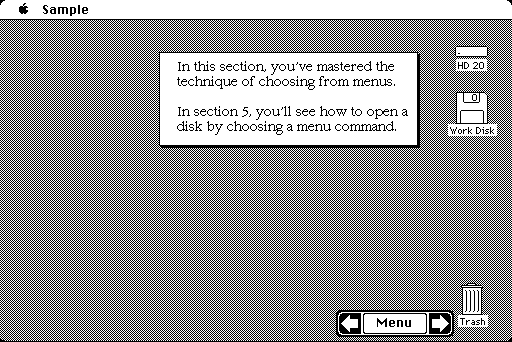 Sample
In this section, you've mastered the
technique of choosing from menus.
In section 5, you'll see how to open a
disk by choosing a menu command.
HD 20
Work Disk
Trash
Menu